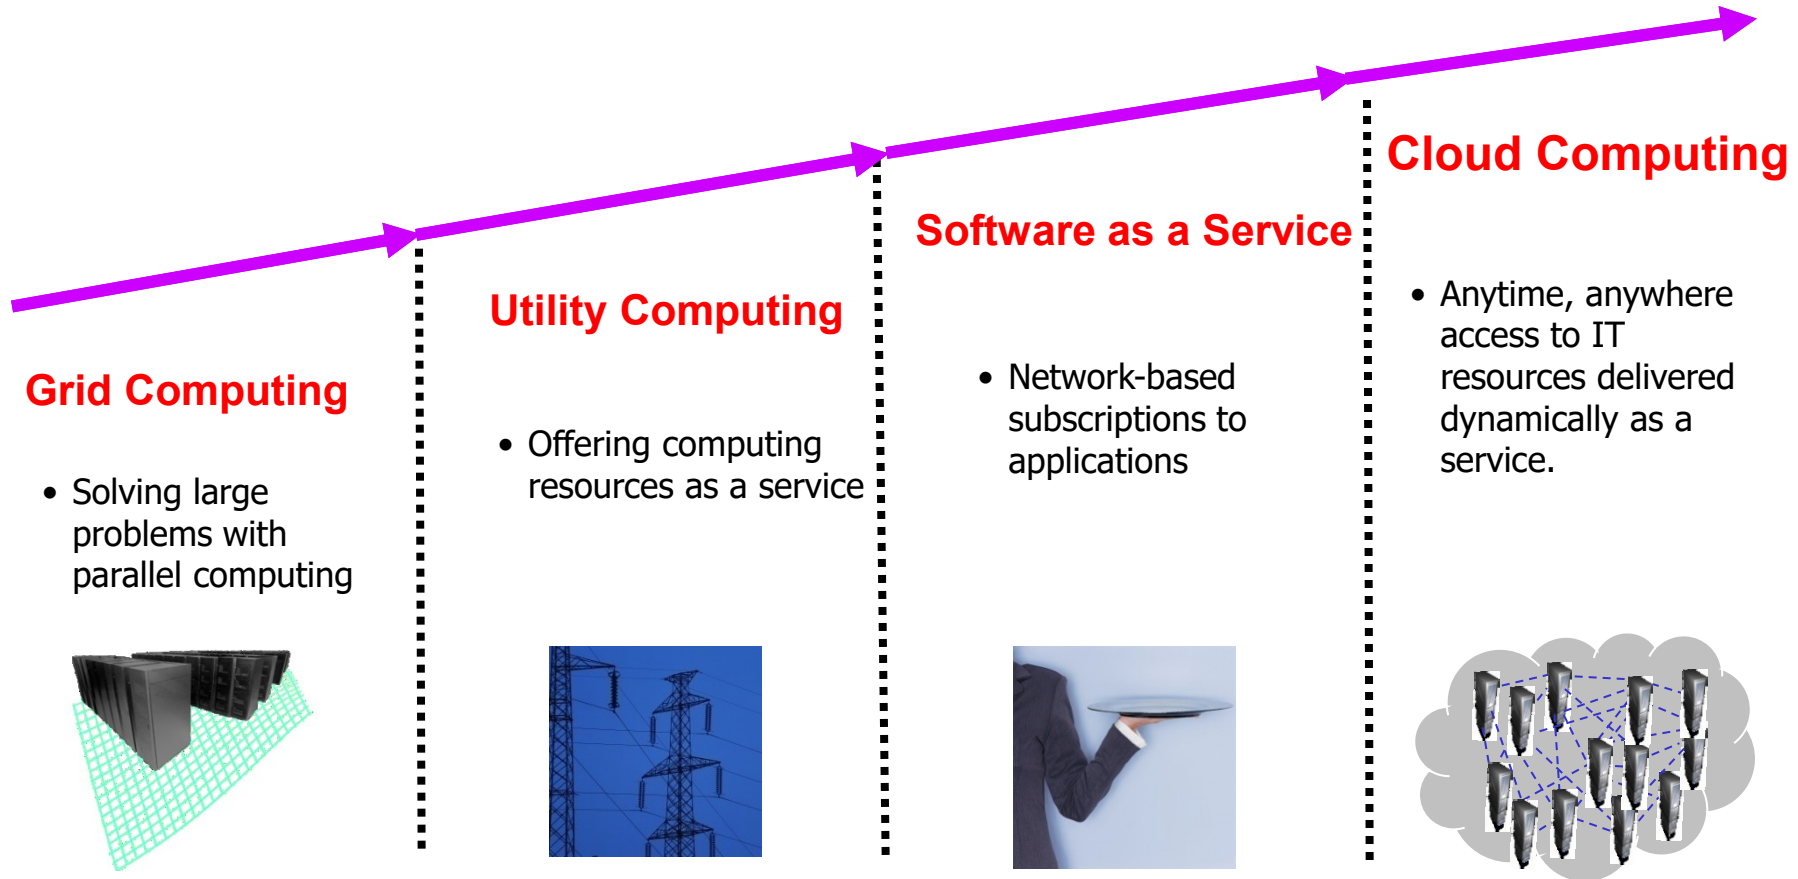 Grid Computing
• Solving large
problems with
parallel computing
Utility Computing
• Offering computing
resources as a service
Software as a Service
• Network-based
subscriptions to
applications
Cloud Computing
• Anytime, anywhere
access to IT
resources delivered
dynamically as a
service.